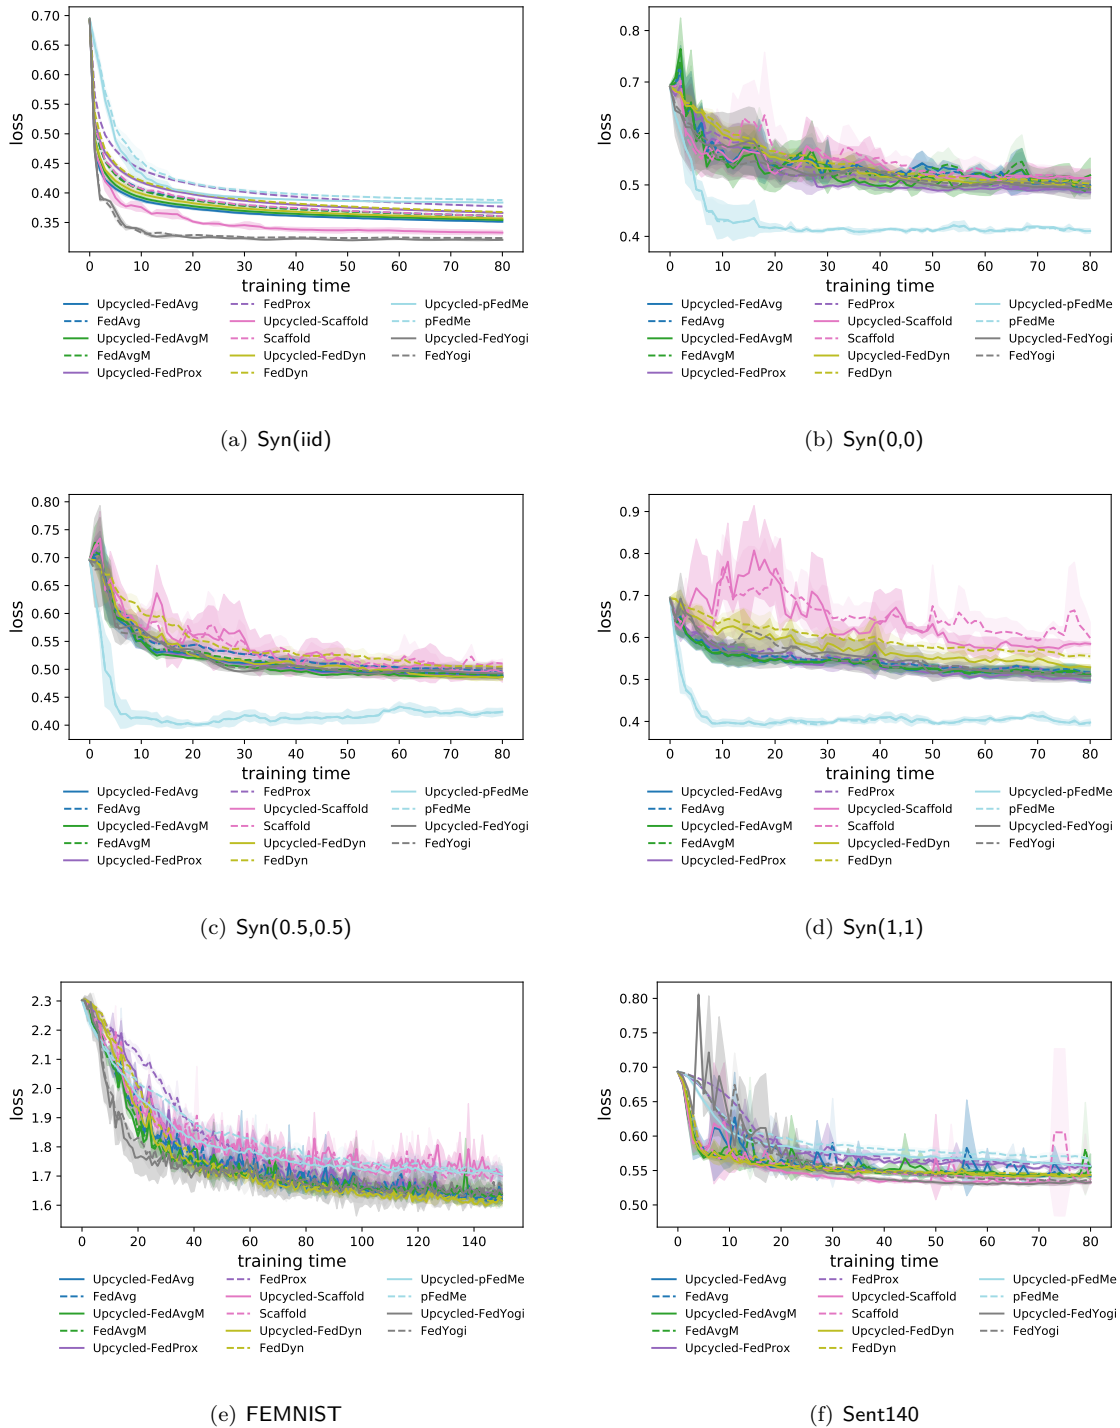 0.70
0.65
0.60
0.55
0.50
0.45
0.40
0.35
loss
0 10 20 30 40 50 60 70 80
training time
Upcycled-FedAvg FedProx Upcycled-pFedMe
FedAvg Upcycled-Scaffold pFedMe
Upcycled-FedAvgM Scaffold Upcycled-FedYogi
FedAvgM Upcycled-FedDyn FedYogi
Upcycled-FedProx FedDyn
(a) Syn(iid)
0.8
0.7
0.6
0.5
0.4
loss
0 10 20 30 40 50 60 70 80
training time
Upcycled-FedAvg FedProx Upcycled-pFedMe
FedAvg Upcycled-Scaffold pFedMe
Upcycled-FedAvgM Scaffold Upcycled-FedYogi
FedAvgM Upcycled-FedDyn FedYogi
Upcycled-FedProx FedDyn
(b) Syn(0,0)
0.80
0.75
0.70
0.65
0.60
0.55
0.50
0.45
0.40
loss
0 10 20 30 40 50 60 70 80
training time
Upcycled-FedAvg FedProx Upcycled-pFedMe
FedAvg Upcycled-Scaffold pFedMe
Upcycled-FedAvgM Scaffold Upcycled-FedYogi
FedAvgM Upcycled-FedDyn FedYogi
Upcycled-FedProx FedDyn
(c) Syn(0.5,0.5)
0.9
0.8
0.7
0.6
0.5
0.4
loss
0 10 20 30 40 50 60 70 80
training time
Upcycled-FedAvg FedProx Upcycled-pFedMe
FedAvg Upcycled-Scaffold pFedMe
Upcycled-FedAvgM Scaffold Upcycled-FedYogi
FedAvgM Upcycled-FedDyn FedYogi
Upcycled-FedProx FedDyn
(d) Syn(1,1)
2.3
2.2
2.1
2.0
1.9
1.8
1.7
1.6
loss
0 20 40 60 80 100 120 140
training time
Upcycled-FedAvg FedProx Upcycled-pFedMe
FedAvg Upcycled-Scaffold pFedMe
Upcycled-FedAvgM Scaffold Upcycled-FedYogi
FedAvgM Upcycled-FedDyn FedYogi
Upcycled-FedProx FedDyn
(e) FEMNIST
0.80
0.75
0.70
0.65
0.60
0.55
0.50
loss
0 10 20 30 40 50 60 70 80
training time
Upcycled-FedAvg FedProx Upcycled-pFedMe
FedAvg Upcycled-Scaffold pFedMe
Upcycled-FedAvgM Scaffold Upcycled-FedYogi
FedAvgM Upcycled-FedDyn FedYogi
Upcycled-FedProx FedDyn
(f) Sent140